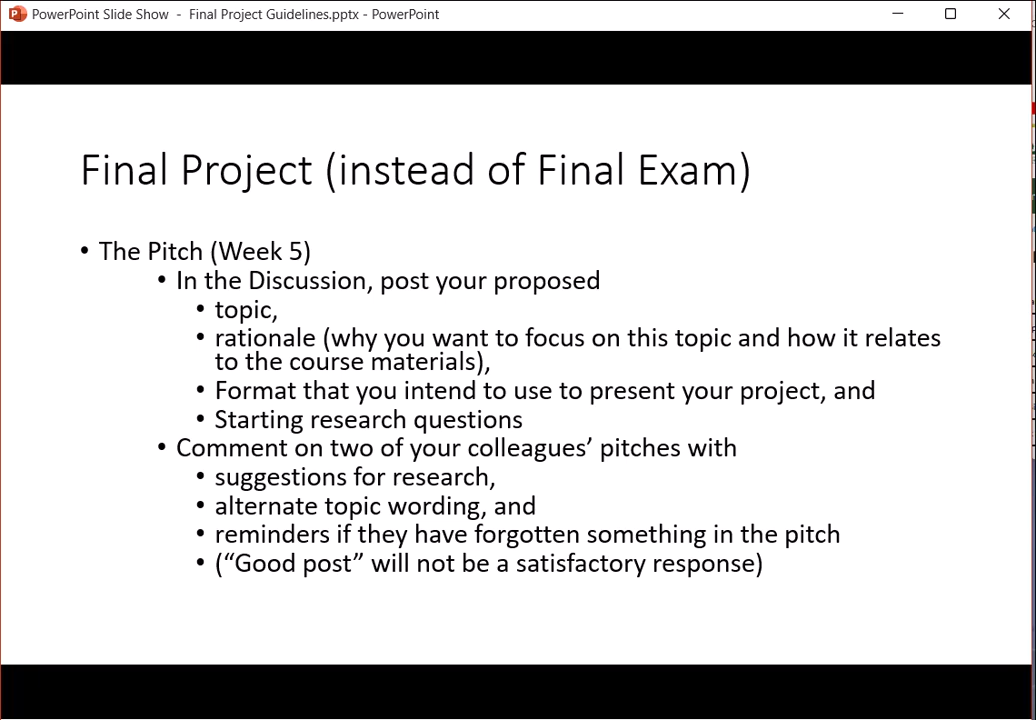 PowerPoint Slide Show - Final Project Guidelines.pptx - PowerPoint
Final Project (instead of Final Exam)
• The Pitch (Week 5)
• In the Discussion, post your proposed
• topic,
• rationale (why you want to focus on this topic and how it relates
to the course materials),
• Format that you intend to use to present your project, and
• Starting research questions
• Comment on two of your colleagues’ pitches with
• suggestions for research,
• alternate topic wording, and
• reminders if they have forgotten something in the pitch
• (“Good post” will not be a satisfactory response)